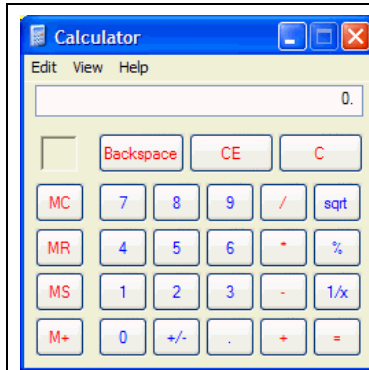 Calculator
Edit View Help
0.
Backspace CE C
MC 7 8 9 / sqrt
MR 4 5 6 * %
MS 1 2 3 - 1/x
M+ 0 +/- . + =